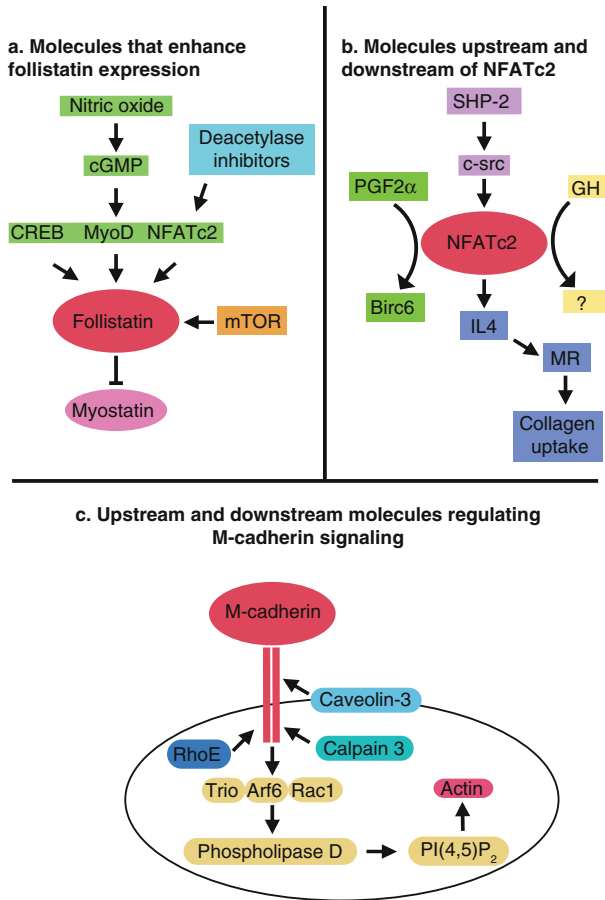 a. Molecules that enhance
follistatin expression
Nitric oxide
cGMP
Deacetylase
inhibitors
CREB MyoD NFATc2
Follistatin
mTOR
Myostatin
b. Molecules upstream and
downstream of NFATc2
SHP-2
c-src
PGF2α
GH
NFATc2
Birc6
?
IL4
MR
Collagen
uptake
c. Upstream and downstream molecules regulating
M-cadherin signaling
M-cadherin
Caveolin-3
RhoE
Calpain 3
Trio Arf6 Rac1
Actin
Phospholipase D
PI(4,5)P₂